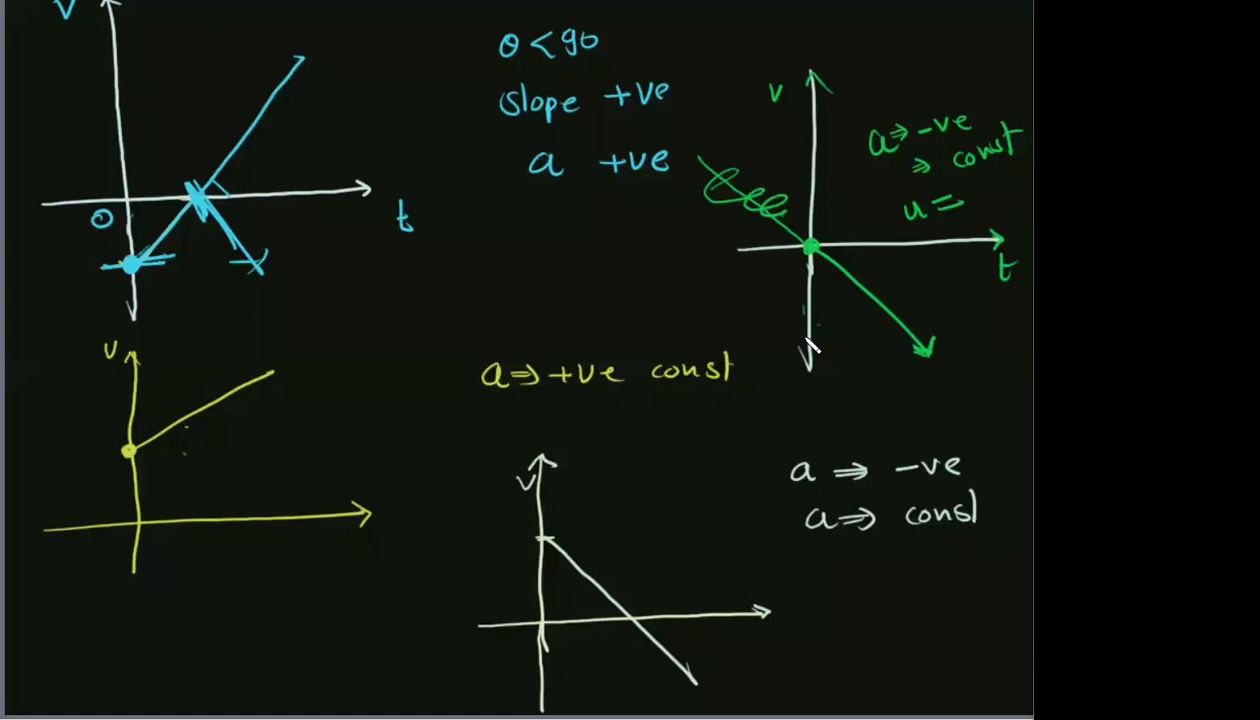 V
θ < 90
slope +ve
a +ve
O
t
v
a ⇒ -ve
⇒ const
u =
t
v
a ⇒ +ve const
V
a ⇒ -ve
a ⇒ const